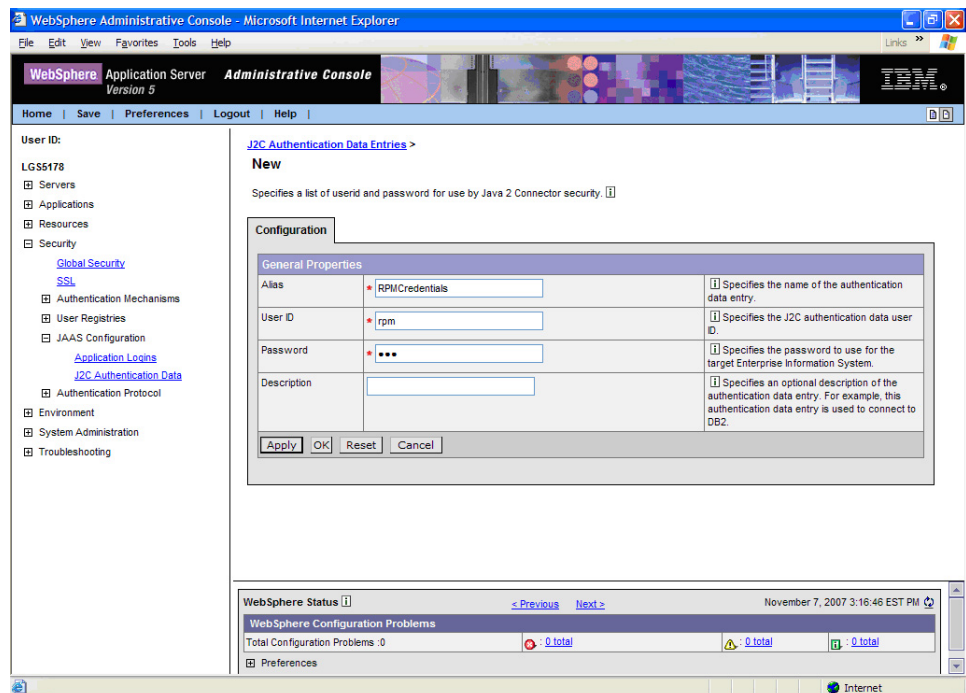 WebSphere Administrative Console - Microsoft Internet Explorer
File Edit View Favorites Tools Help
Links »
WebSphere Application Server Administrative Console
Version 5
IBM.
Home | Save | Preferences | Logout | Help |
User ID:
LGS5178
Servers
Applications
Resources
Security
Global Security
SSL
Authentication Mechanisms
User Registries
JAAS Configuration
Application Logins
J2C Authentication Data
Authentication Protocol
Environment
System Administration
Troubleshooting
J2C Authentication Data Entries >
New
Specifies a list of userid and password for use by Java 2 Connector security. i
Configuration
General Properties
Alias * RPMCredentials
i Specifies the name of the authentication
data entry.
User ID * rpm
i Specifies the J2C authentication data user
ID.
Password * •••
i Specifies the password to use for the
target Enterprise Information System.
Description
i Specifies an optional description of the
authentication data entry. For example, this
authentication data entry is used to connect to
DB2.
Apply OK Reset Cancel
WebSphere Status i < Previous Next > November 7, 2007 3:16:46 EST PM
WebSphere Configuration Problems
Total Configuration Problems :0 : 0 total : 0 total : 0 total
Preferences
Internet